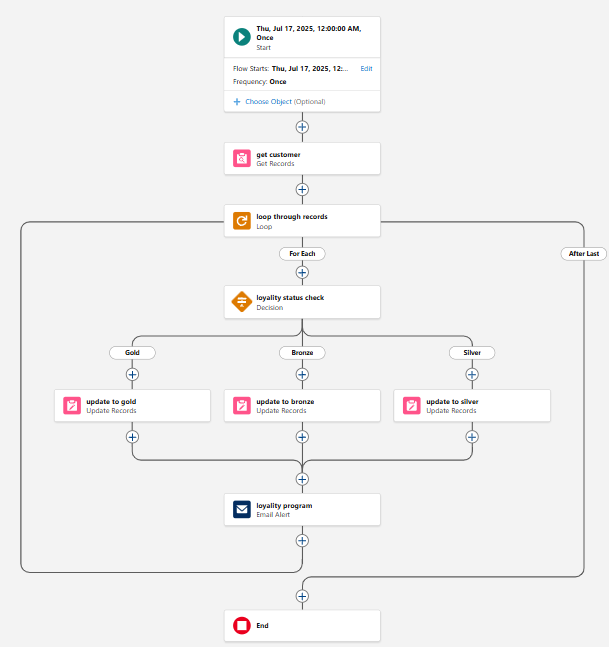 Thu, Jul 17, 2025, 12:00:00 AM,
Once
Start
Flow Starts: Thu, Jul 17, 2025, 12:... Edit
Frequency: Once
Choose Object (Optional)
get customer
Get Records
loop through records
Loop
For Each
After Last
loyality status check
Decision
Gold
Bronze
Silver
update to gold
Update Records
update to bronze
Update Records
update to silver
Update Records
loyality program
Email Alert
End